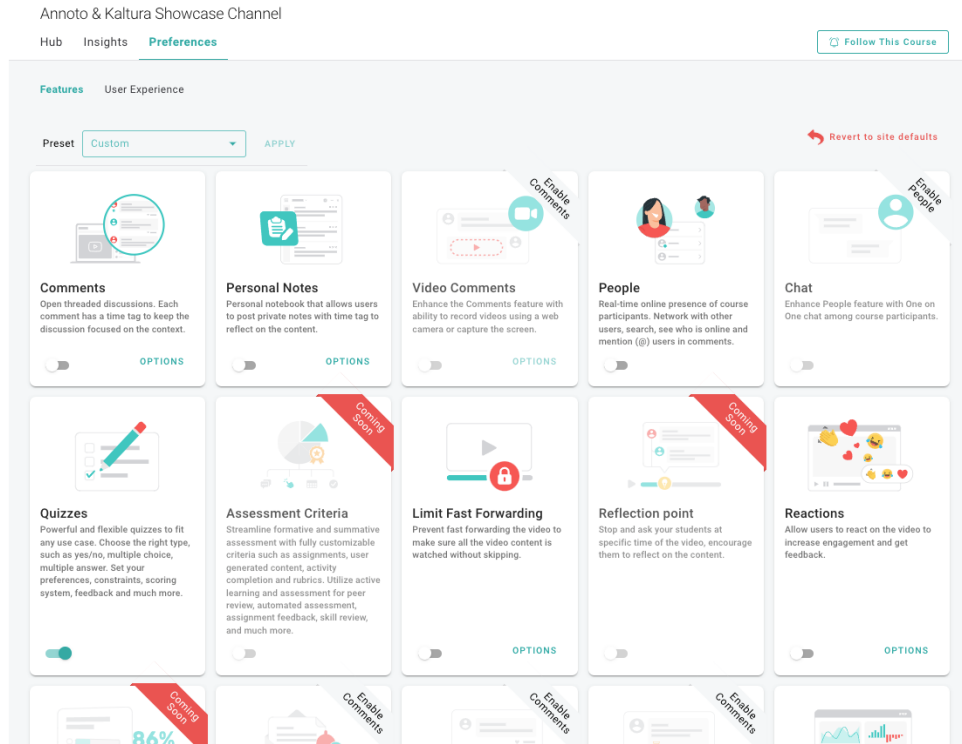 Annoto & Kaltura Showcase Channel
Hub Insights Preferences
Follow This Course
Features User Experience
Preset Custom APPLY
Revert to site defaults
Comments
Open threaded discussions. Each
comment has a time tag to keep the
discussion focused on the context.
OPTIONS
Personal Notes
Personal notebook that allows users
to post private notes with time tag to
reflect on the content.
OPTIONS
Enable
Comments
Video Comments
Enhance the Comments feature with
ability to record videos using a web
camera or capture the screen.
OPTIONS
People
Real-time online presence of course
participants. Network with other
users, search, see who is online and
mention (@) users in comments.
Enable
People
Chat
Enhance People feature with One on
One chat among course participants.
Quizzes
Powerful and flexible quizzes to fit
any use case. Choose the right type,
such as yes/no, multiple choice,
multiple answer. Set your
preferences, constraints, scoring
system, feedback and much more.
Coming
Soon
Assessment Criteria
Streamline formative and summative
assessment with fully customizable
criteria such as assignments, user
generated content, activity
completion and rubrics. Utilize active
learning and assessment for peer
review, automated assessment,
assignment feedback, skill review,
and much more.
Limit Fast Forwarding
Prevent fast forwarding the video to
make sure all the video content is
watched without skipping.
OPTIONS
Coming
Soon
Reflection point
Stop and ask your students at
specific time of the video, encourage
them to reflect on the content.
Reactions
Allow users to react on the video to
increase engagement and get
feedback.
OPTIONS
Coming
Soon
86%
Enable
Comments
Enable
Comments
Enable
Comments